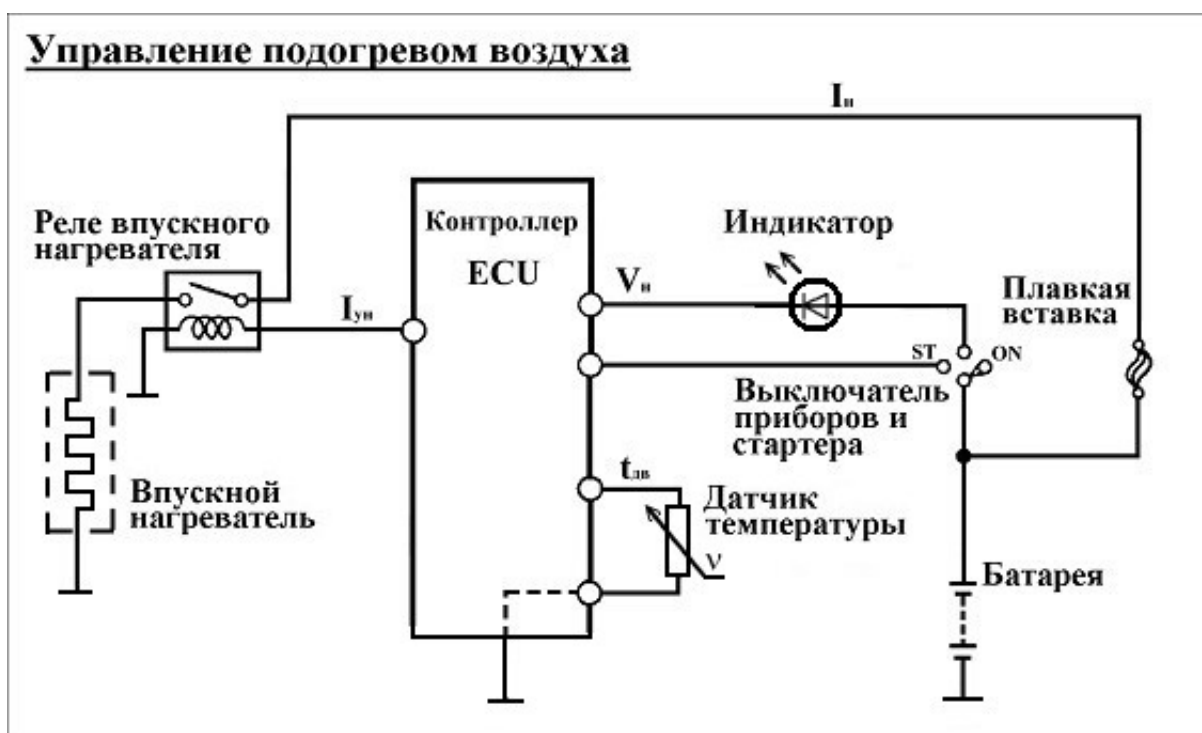 Управление подогревом воздуха
Iн
Реле впускного
нагревателя
Контроллер
ECU
Индикатор
Vн
Плавкая
вставка
Iун
ST
ON
Выключатель
приборов и
стартера
tдв
Впускной
нагреватель
Датчик
температуры
ν
Батарея